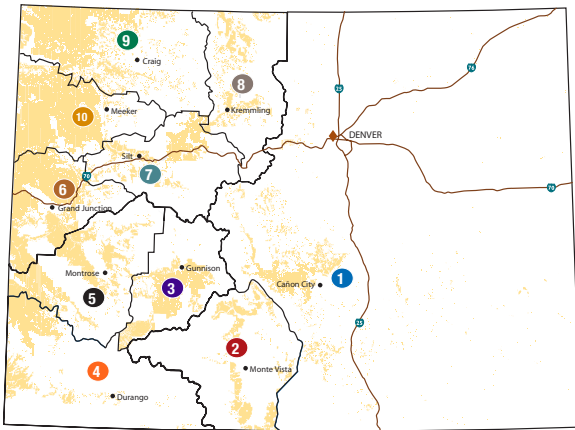 9
Craig
76
8
25
10
Meeker
Kremmling
DENVER
Silt
7
70
6
70
Grand Junction
Gunnison
Montrose
1
Cañon City
3
5
25
2
4
Monte Vista
Durango